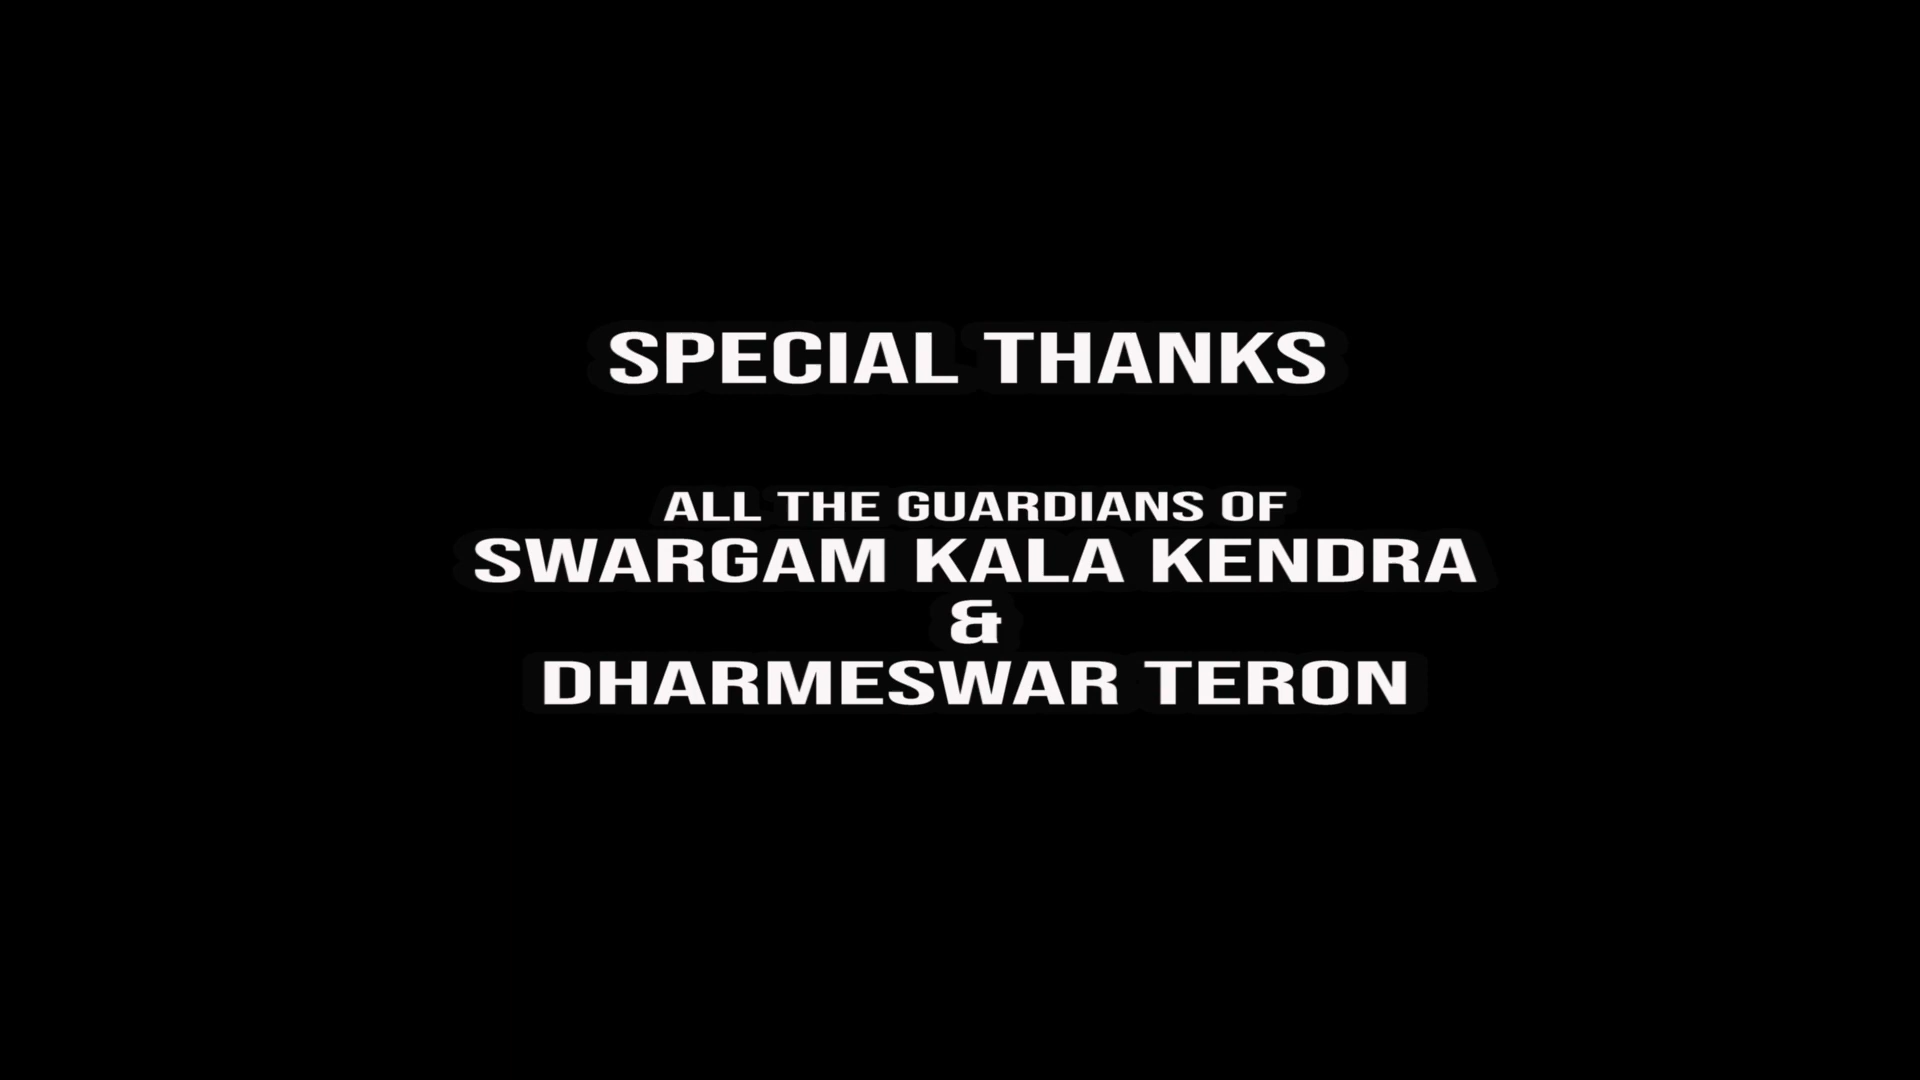 SPECIAL THANKS
ALL THE GUARDIANS OF
SWARGAM KALA KENDRA
&
DHARMESWAR TERON